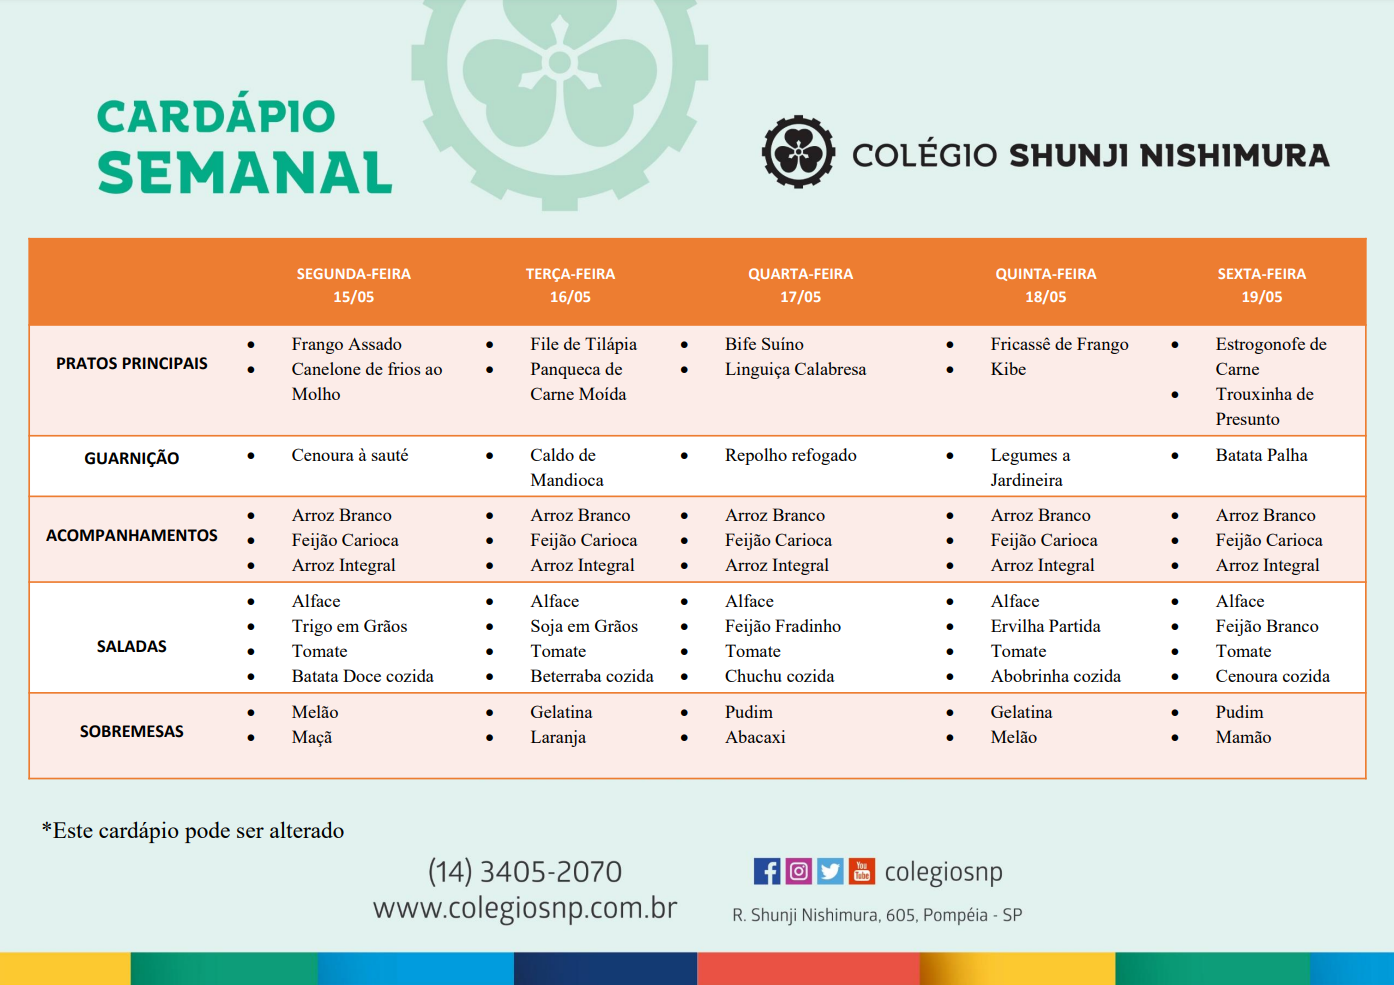 CARDÁPIO
SEMANAL
COLÉGIO SHUNJI NISHIMURA
SEGUNDA-FEIRA
15/05
TERÇA-FEIRA
16/05
QUARTA-FEIRA
17/05
QUINTA-FEIRA
18/05
SEXTA-FEIRA
19/05
PRATOS PRINCIPAIS
• Frango Assado
• Canelone de frios ao
Molho
• File de Tilápia
• Panqueca de
Carne Moída
• Bife Suíno
• Linguiça Calabresa
• Fricassê de Frango
• Kibe
• Estrogonofe de
Carne
• Trouxinha de
Presunto
GUARNIÇÃO
• Cenoura à sauté
• Caldo de
Mandioca
• Repolho refogado
• Legumes a
Jardineira
• Batata Palha
ACOMPANHAMENTOS
• Arroz Branco
• Feijão Carioca
• Arroz Integral
• Arroz Branco
• Feijão Carioca
• Arroz Integral
• Arroz Branco
• Feijão Carioca
• Arroz Integral
• Arroz Branco
• Feijão Carioca
• Arroz Integral
• Arroz Branco
• Feijão Carioca
• Arroz Integral
SALADAS
• Alface
• Trigo em Grãos
• Tomate
• Batata Doce cozida
• Alface
• Soja em Grãos
• Tomate
• Beterraba cozida
• Alface
• Feijão Fradinho
• Tomate
• Chuchu cozida
• Alface
• Ervilha Partida
• Tomate
• Abobrinha cozida
• Alface
• Feijão Branco
• Tomate
• Cenoura cozida
SOBREMESAS
• Melão
• Maçã
• Gelatina
• Laranja
• Pudim
• Abacaxi
• Gelatina
• Melão
• Pudim
• Mamão
*Este cardápio pode ser alterado
(14) 3405-2070
www.colegiosnp.com.br
You
Tube
colegiosnp
R. Shunji Nishimura, 605, Pompéia - SP